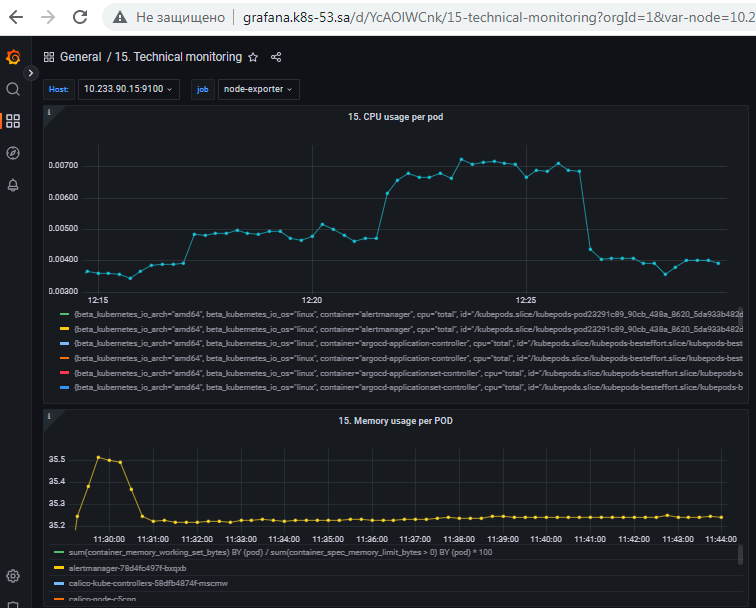 Не защищено grafana.k8s-53.sa/d/YcAOlWCnk/15-technical-monitoring?orgId=1&var-node=10.2
General / 15. Technical monitoring
Host: 10.233.90.15:9100 job node-exporter
15. CPU usage per pod
0.00700
0.00600
0.00500
0.00400
0.00300
12:15 12:20 12:25
{beta_kubernetes_io_arch="amd64", beta_kubernetes_io_os="linux", container="alertmanager", cpu="total", id="/kubepods.slice/kubepods-pod23291c89_90cb_438a_8620_5da933b482d
{beta_kubernetes_io_arch="amd64", beta_kubernetes_io_os="linux", container="alertmanager", cpu="total", id="/kubepods.slice/kubepods-pod23291c89_90cb_438a_8620_5da933b482d
{beta_kubernetes_io_arch="amd64", beta_kubernetes_io_os="linux", container="argocd-application-controller", cpu="total", id="/kubepods.slice/kubepods-besteffort.slice/kubepods-best
{beta_kubernetes_io_arch="amd64", beta_kubernetes_io_os="linux", container="argocd-application-controller", cpu="total", id="/kubepods.slice/kubepods-besteffort.slice/kubepods-best
{beta_kubernetes_io_arch="amd64", beta_kubernetes_io_os="linux", container="argocd-applicationset-controller", cpu="total", id="/kubepods.slice/kubepods-besteffort.slice/kubepods-b
{beta_kubernetes_io_arch="amd64", beta_kubernetes_io_os="linux", container="argocd-applicationset-controller", cpu="total", id="/kubepods.slice/kubepods-besteffort.slice/kubepods-b
15. Memory usage per POD
35.5
35.4
35.3
35.2
11:30:00 11:31:00 11:32:00 11:33:00 11:34:00 11:35:00 11:36:00 11:37:00 11:38:00 11:39:00 11:40:00 11:41:00 11:42:00 11:43:00 11:44:00
sum(container_memory_working_set_bytes) BY (pod) / sum(container_spec_memory_limit_bytes > 0) BY (pod) * 100
alertmanager-78d4fc497f-bxqxb
calico-kube-controllers-58dfb4874f-mscmw
calico-node-c5cqn